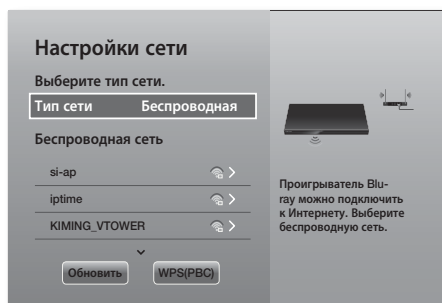 Настройки сети
Выберите тип сети.
Тип сети Беспроводная
Беспроводная сеть
si-ap
iptime
KIMING_VTOWER
Обновить WPS(PBC)
Проигрыватель Blu-
ray можно подключить
к Интернету. Выберите
беспроводную сеть.